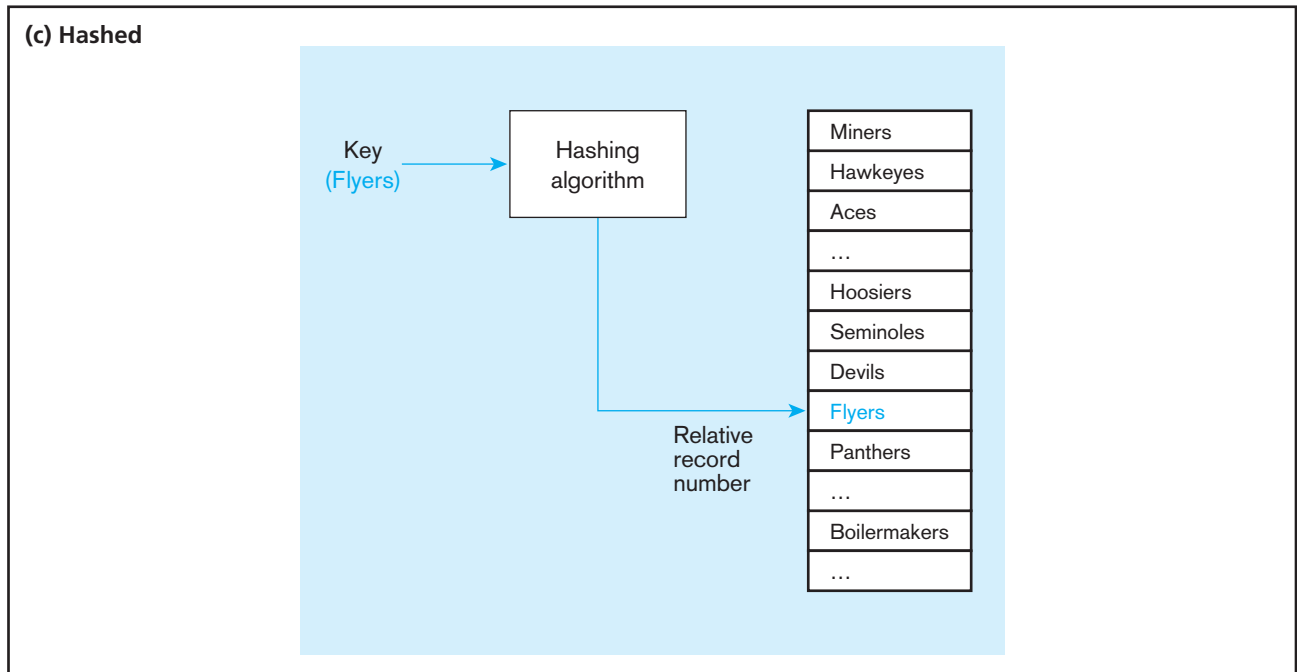 (c) Hashed
Key
(Flyers)
Hashing
algorithm
Relative
record
number
Miners
Hawkeyes
Aces
…
Hoosiers
Seminoles
Devils
Flyers
Panthers
…
Boilermakers
…